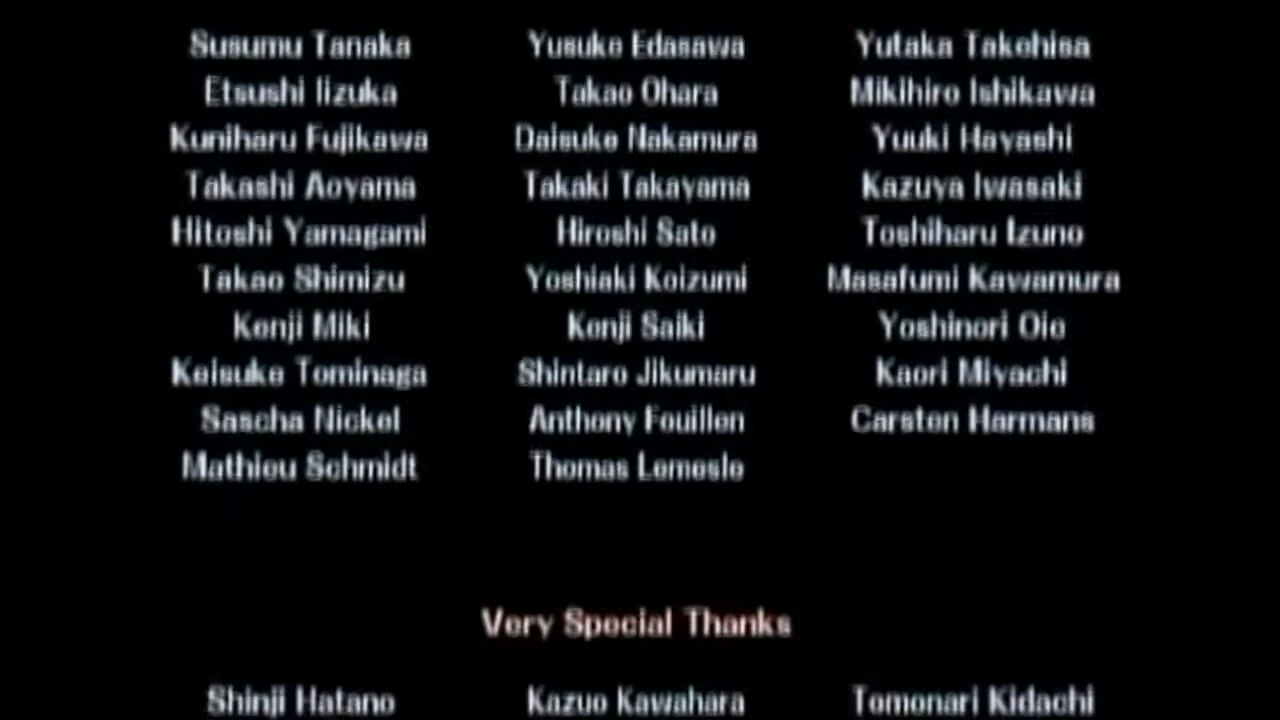 Susumu Tanaka Yusuke Edasawa Yutaka Takehisa
Etsushi Iizuka Takao Ohara Mikihiro Ishikawa
Kuniharu Fujikawa Daisuke Nakamura Yuuki Hayashi
Takashi Aoyama Takaki Takayama Kazuya Iwasaki
Hitoshi Yamagami Hiroshi Sato Toshiharu Izuno
Takao Shimizu Yoshiaki Koizumi Masafumi Kawamura
Kenji Miki Kenji Saiki Yoshinori Oie
Keisuke Tominaga Shintaro Jikumaru Kaori Miyachi
Sascha Nickel Anthony Fouillen Carsten Harmans
Mathieu Schmidt Thomas Lemesle
Very Special Thanks
Shinji Hatano Kazuo Kawahara Tomonari Kidachi